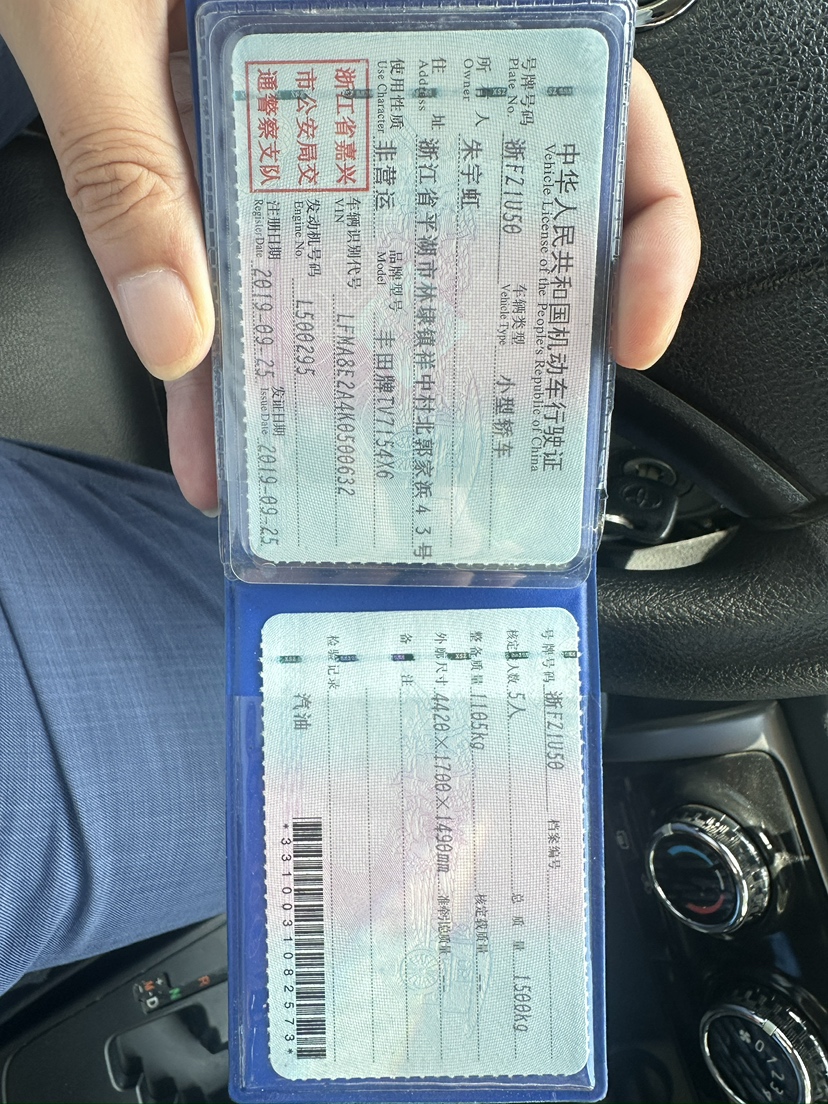 中华人民共和国机动车行驶证
Vehicle License of the People's Republic of China
号牌号码 浙FZ1U50 车辆类型 小型轿车
Plate No. Vehicle Type
所有人 朱宇虹
Owner
住址 浙江省平湖市林埭镇祥中村北郭家浜43号
Address
使用性质 非营运 品牌型号 丰田牌TV7154X6
Use Character Model
浙江省嘉兴
市公安局交
通警察支队
车辆识别代号 LFMA8E2A4K0500632
VIN
发动机号码 L500295
Engine No.
注册日期 2019-09-25 发证日期 2019-09-25
Register Date Issue Date
号牌号码 浙FZ1U50 档案编号
核定载人数 5人 总质量 1500kg
整备质量 1105kg 核定载质量 --
外廓尺寸 4420×1700×1490mm 准牵引总质量 --
备注
检验记录
汽油
*3310031082573*
R
N
+
M D
-
0 1 2 3